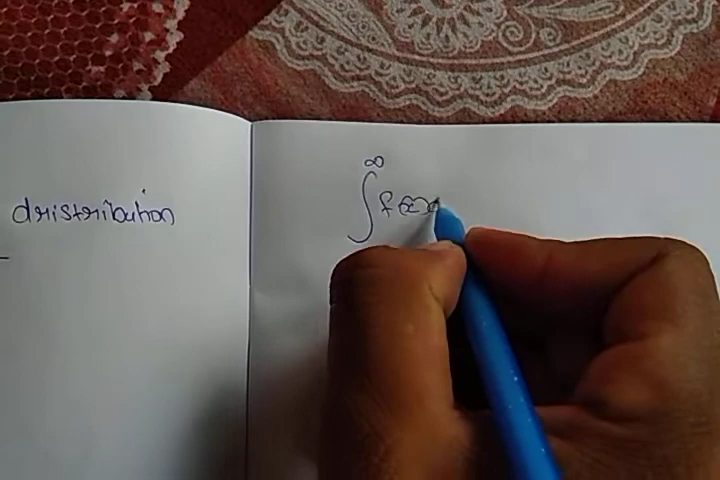 dristribution
∞
∫ f(x)